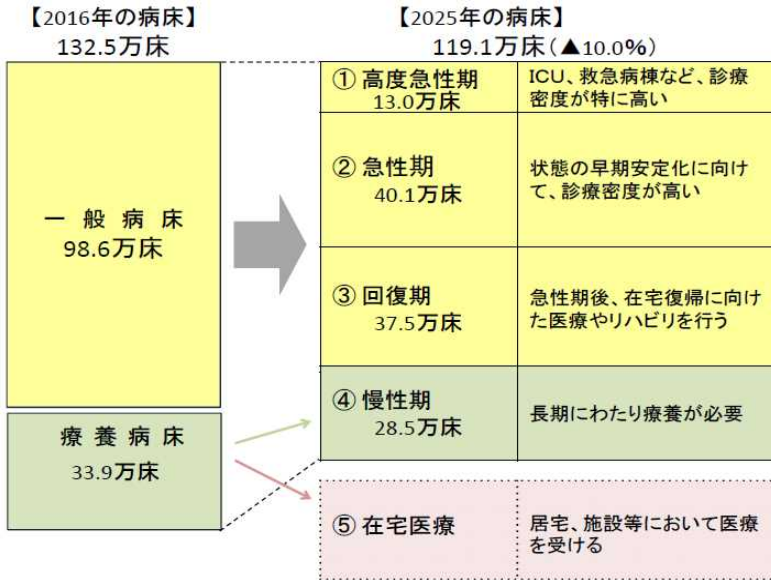 【2016年の病床】
132.5万床
【2025年の病床】
119.1万床(▲10.0%)
一般病床
98.6万床
療養病床
33.9万床
① 高度急性期
13.0万床
ICU、救急病棟など、診療
密度が特に高い
② 急性期
40.1万床
状態の早期安定化に向け
て、診療密度が高い
③ 回復期
37.5万床
急性期後、在宅復帰に向け
た医療やリハビリを行う
④ 慢性期
28.5万床
長期にわたり療養が必要
⑤ 在宅医療
居宅、施設等において医療
を受ける